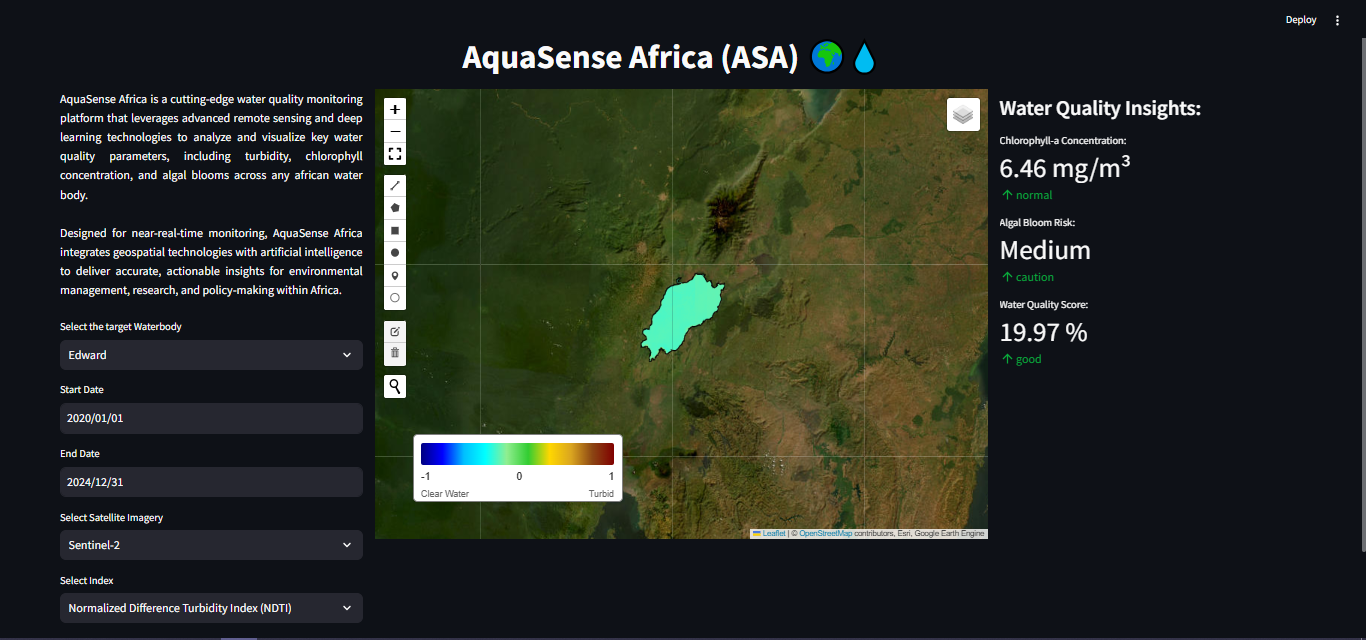 Deploy
AquaSense Africa (ASA)
AquaSense Africa is a cutting-edge water quality monitoring
platform that leverages advanced remote sensing and deep
learning technologies to analyze and visualize key water
quality parameters, including turbidity, chlorophyll
concentration, and algal blooms across any african water
body.
Designed for near-real-time monitoring, AquaSense Africa
integrates geospatial technologies with artificial intelligence
to deliver accurate, actionable insights for environmental
management, research, and policy-making within Africa.
Select the target Waterbody
Edward
Start Date
2020/01/01
End Date
2024/12/31
Select Satellite Imagery
Sentinel-2
Select Index
Normalized Difference Turbidity Index (NDTI)
+
−
-1 0 1
Clear Water Turbid
Leaflet | © OpenStreetMap contributors, Esri, Google Earth Engine
Water Quality Insights:
Chlorophyll-a Concentration:
6.46 mg/m³
↑ normal
Algal Bloom Risk:
Medium
↑ caution
Water Quality Score:
19.97 %
↑ good